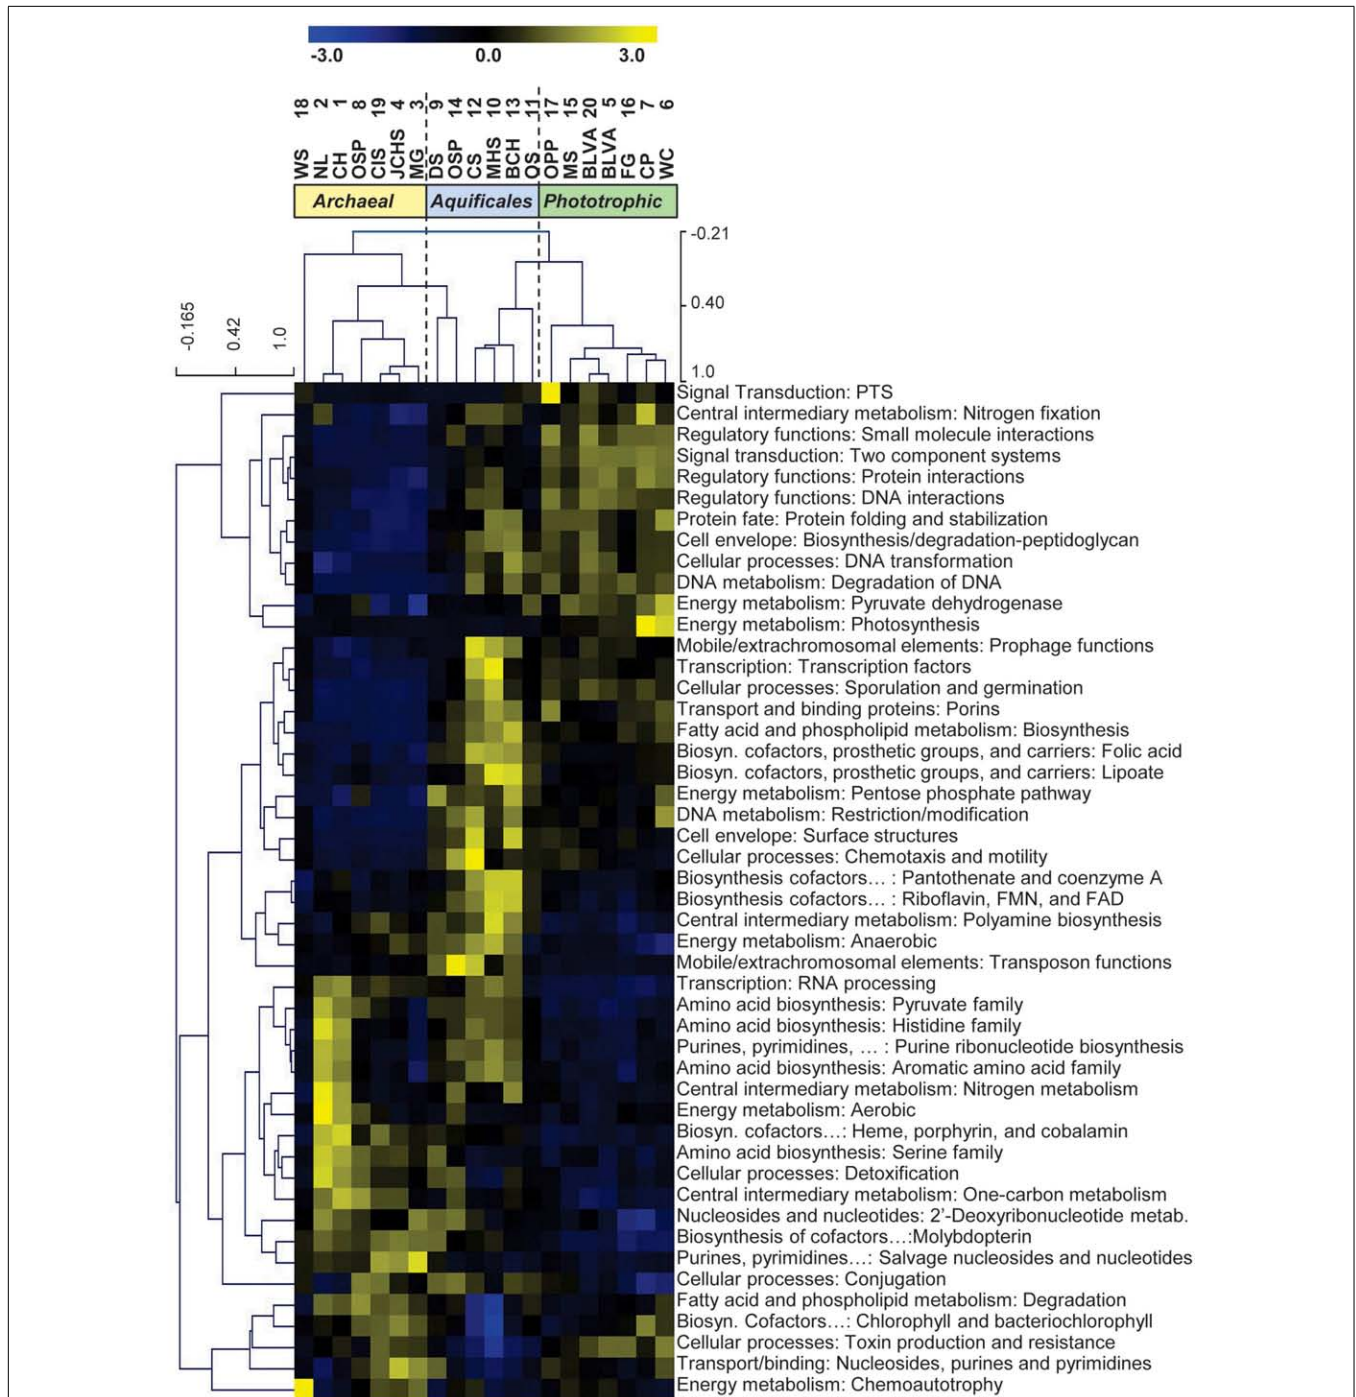 -3.0 0.0 3.0
18 2 1 8 19 4 3 9 14 12 10 13 11 17 15 20 5 16 7 6
WS NL CH OSP CIS JCHS MG DS OSP CS MHS BCH OS OPP MS BLVA BLVA FG CP WC
Archaeal Aquificales Phototrophic
-0.21
0.40
1.0
-0.165 0.42 1.0
Signal Transduction: PTS
Central intermediary metabolism: Nitrogen fixation
Regulatory functions: Small molecule interactions
Signal transduction: Two component systems
Regulatory functions: Protein interactions
Regulatory functions: DNA interactions
Protein fate: Protein folding and stabilization
Cell envelope: Biosynthesis/degradation-peptidoglycan
Cellular processes: DNA transformation
DNA metabolism: Degradation of DNA
Energy metabolism: Pyruvate dehydrogenase
Energy metabolism: Photosynthesis
Mobile/extrachromosomal elements: Prophage functions
Transcription: Transcription factors
Cellular processes: Sporulation and germination
Transport and binding proteins: Porins
Fatty acid and phospholipid metabolism: Biosynthesis
Biosyn. cofactors, prosthetic groups, and carriers: Folic acid
Biosyn. cofactors, prosthetic groups, and carriers: Lipoate
Energy metabolism: Pentose phosphate pathway
DNA metabolism: Restriction/modification
Cell envelope: Surface structures
Cellular processes: Chemotaxis and motility
Biosynthesis cofactors… : Pantothenate and coenzyme A
Biosynthesis cofactors… : Riboflavin, FMN, and FAD
Central intermediary metabolism: Polyamine biosynthesis
Energy metabolism: Anaerobic
Mobile/extrachromosomal elements: Transposon functions
Transcription: RNA processing
Amino acid biosynthesis: Pyruvate family
Amino acid biosynthesis: Histidine family
Purines, pyrimidines, … : Purine ribonucleotide biosynthesis
Amino acid biosynthesis: Aromatic amino acid family
Central intermediary metabolism: Nitrogen metabolism
Energy metabolism: Aerobic
Biosyn. cofactors…: Heme, porphyrin, and cobalamin
Amino acid biosynthesis: Serine family
Cellular processes: Detoxification
Central intermediary metabolism: One-carbon metabolism
Nucleosides and nucleotides: 2'-Deoxyribonucleotide metab.
Biosynthesis of cofactors…:Molybdopterin
Purines, pyrimidines…: Salvage nucleosides and nucleotides
Cellular processes: Conjugation
Fatty acid and phospholipid metabolism: Degradation
Biosyn. Cofactors…: Chlorophyll and bacteriochlorphyll
Cellular processes: Toxin production and resistance
Transport/binding: Nucleosides, purines and pyrimidines
Energy metabolism: Chemoautotrophy